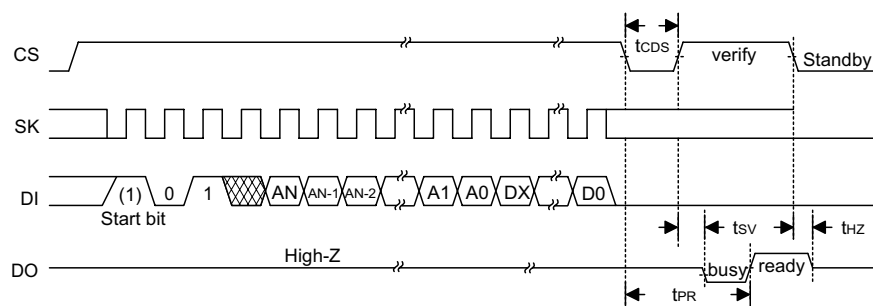 CS tCDS verify Standby
SK
DI (1) 0 1 AN AN-1 AN-2 A1 A0 DX D0
Start bit
tSV tHZ
DO High-Z busy ready
tPR